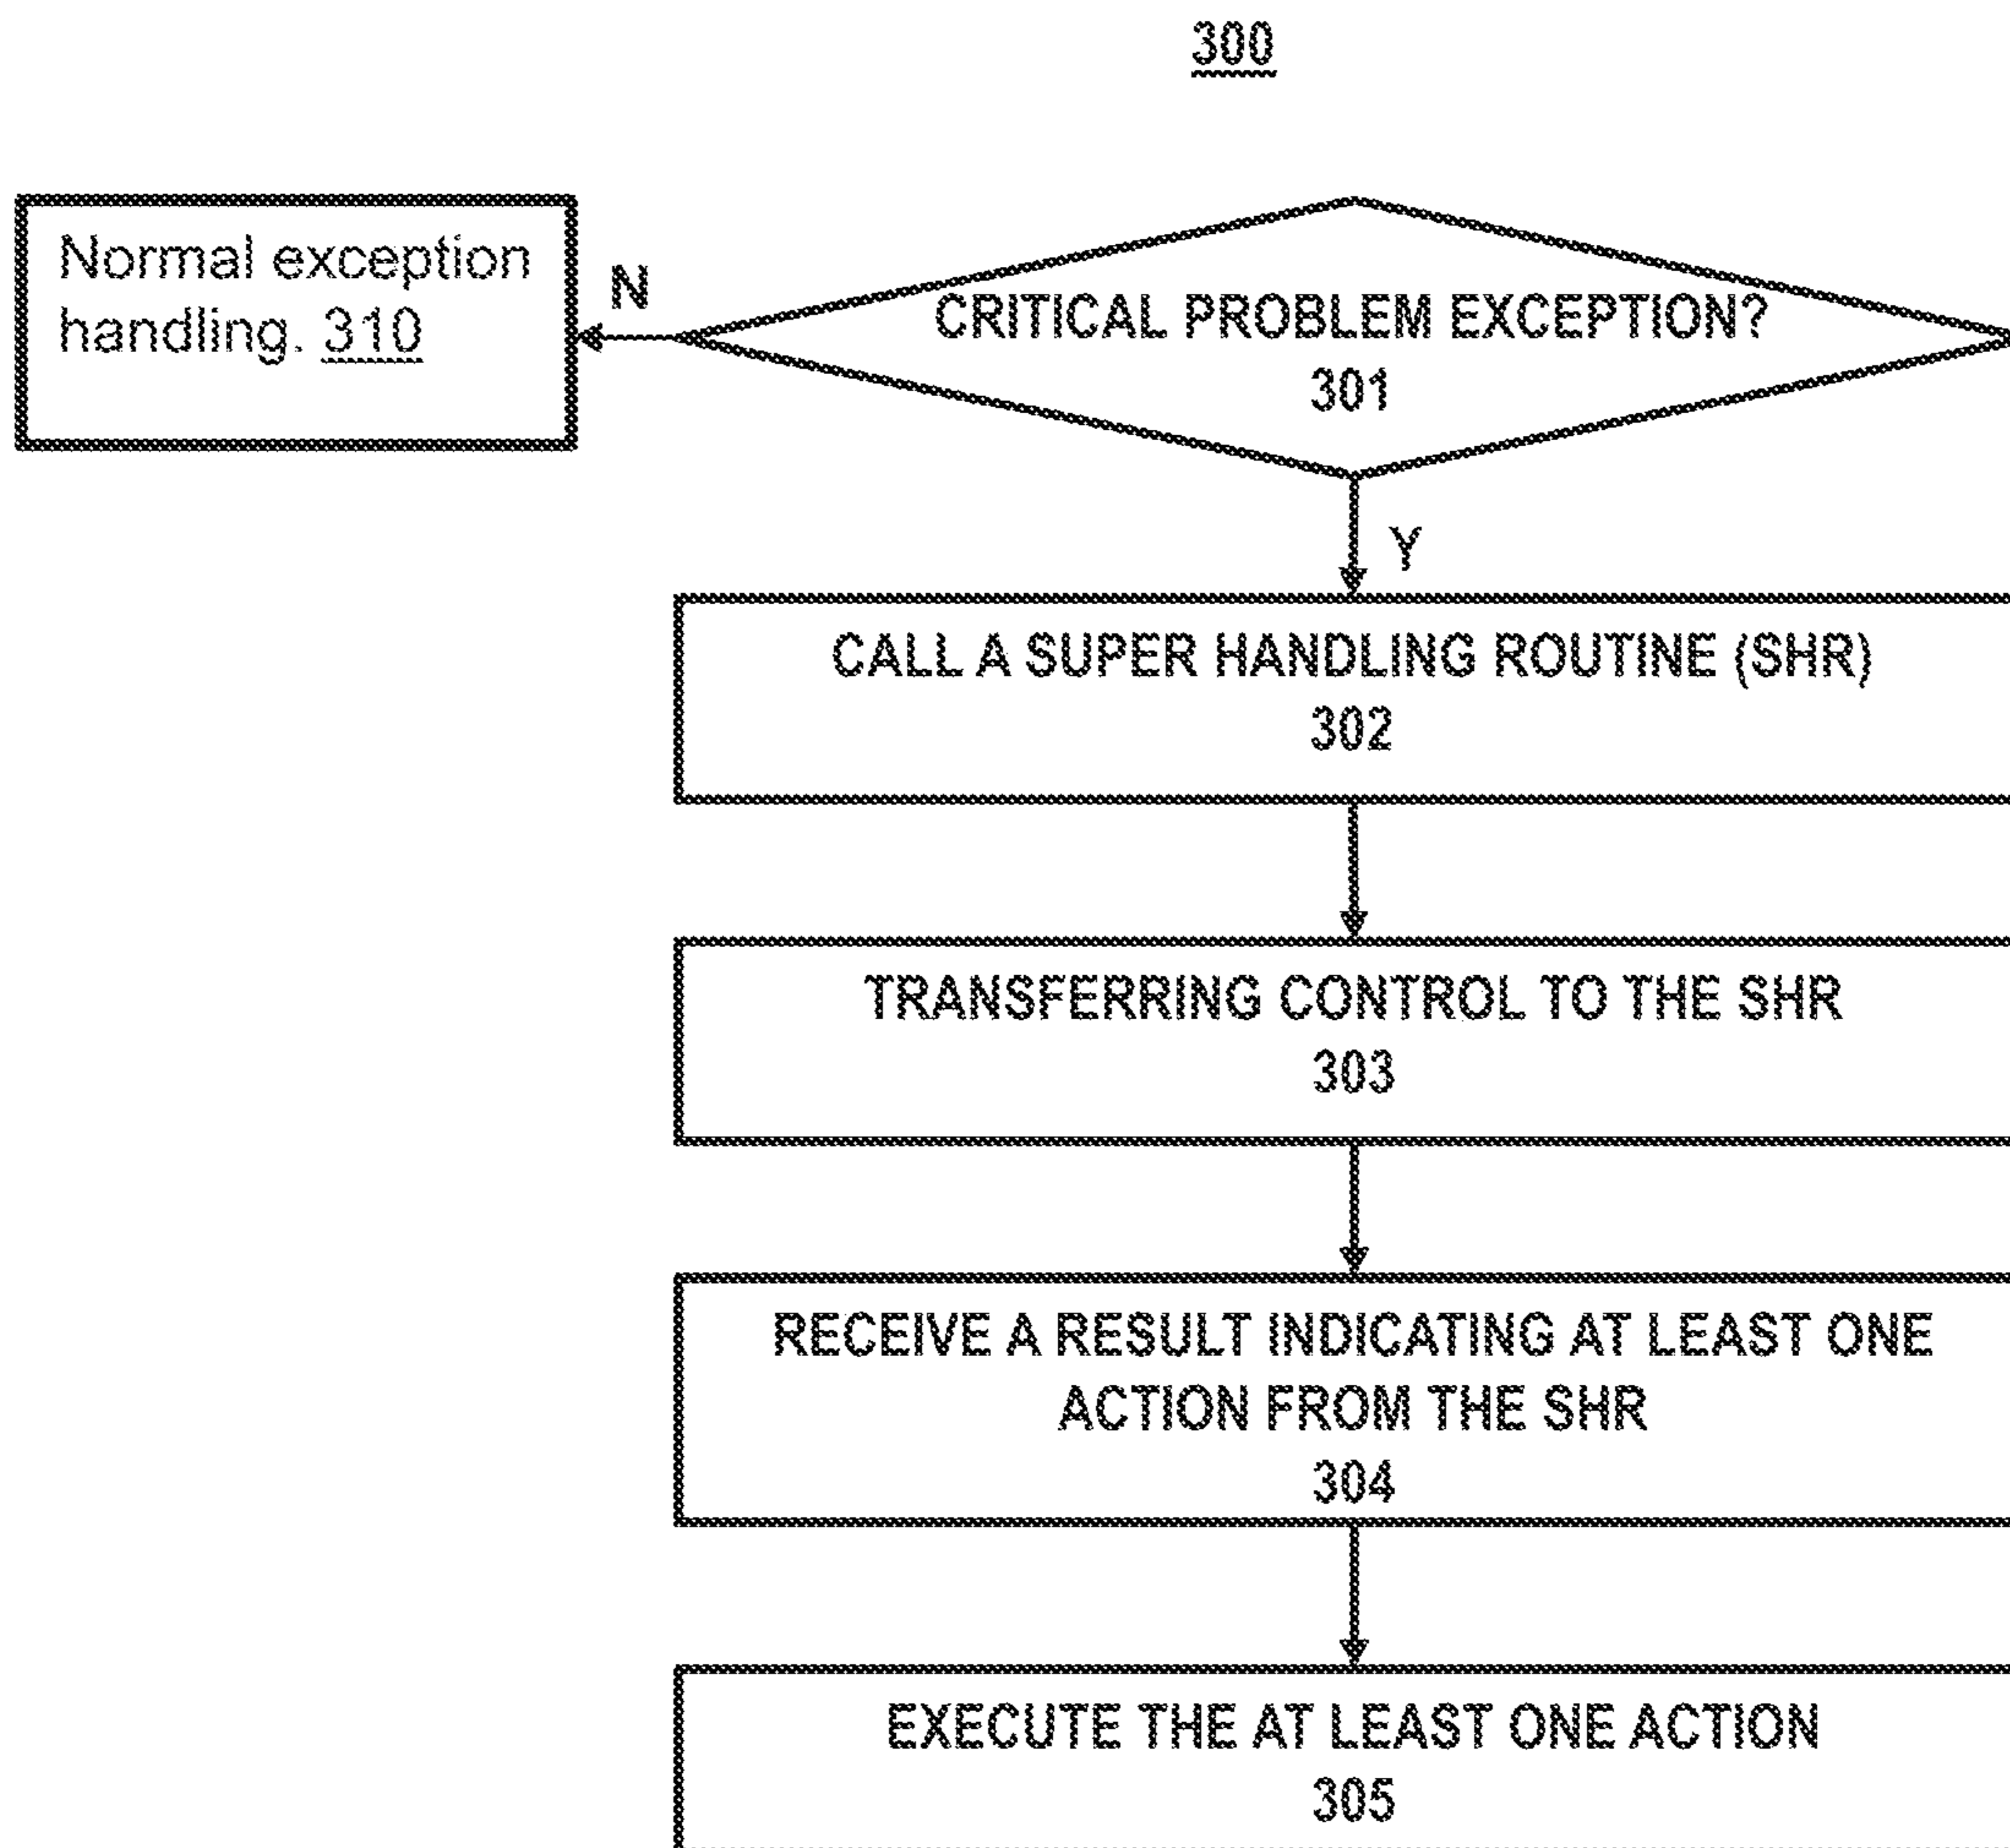 300
Normal exception
handling. 310
N
CRITICAL PROBLEM EXCEPTION?
301
Y
CALL A SUPER HANDLING ROUTINE (SHR)
302
TRANSFERRING CONTROL TO THE SHR
303
RECEIVE A RESULT INDICATING AT LEAST ONE
ACTION FROM THE SHR
304
EXECUTE THE AT LEAST ONE ACTION
305